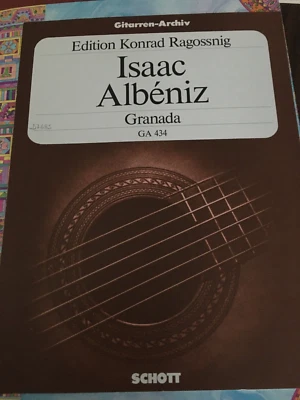 Gitarren-Archiv
Edition Konrad Ragossnig
Isaac
Albéniz
Granada
GA 434
SCHOTT